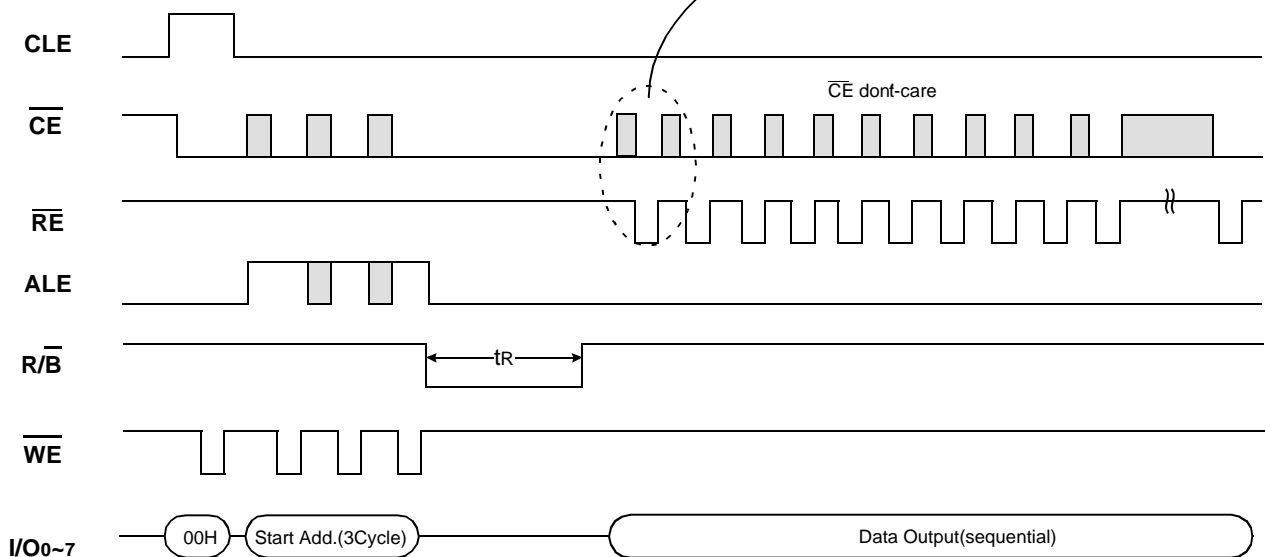 CLE
CE dont-care
CE
RE
ALE
R/B
tR
WE
00H
Start Add.(3Cycle)
Data Output(sequential)
I/O0~7